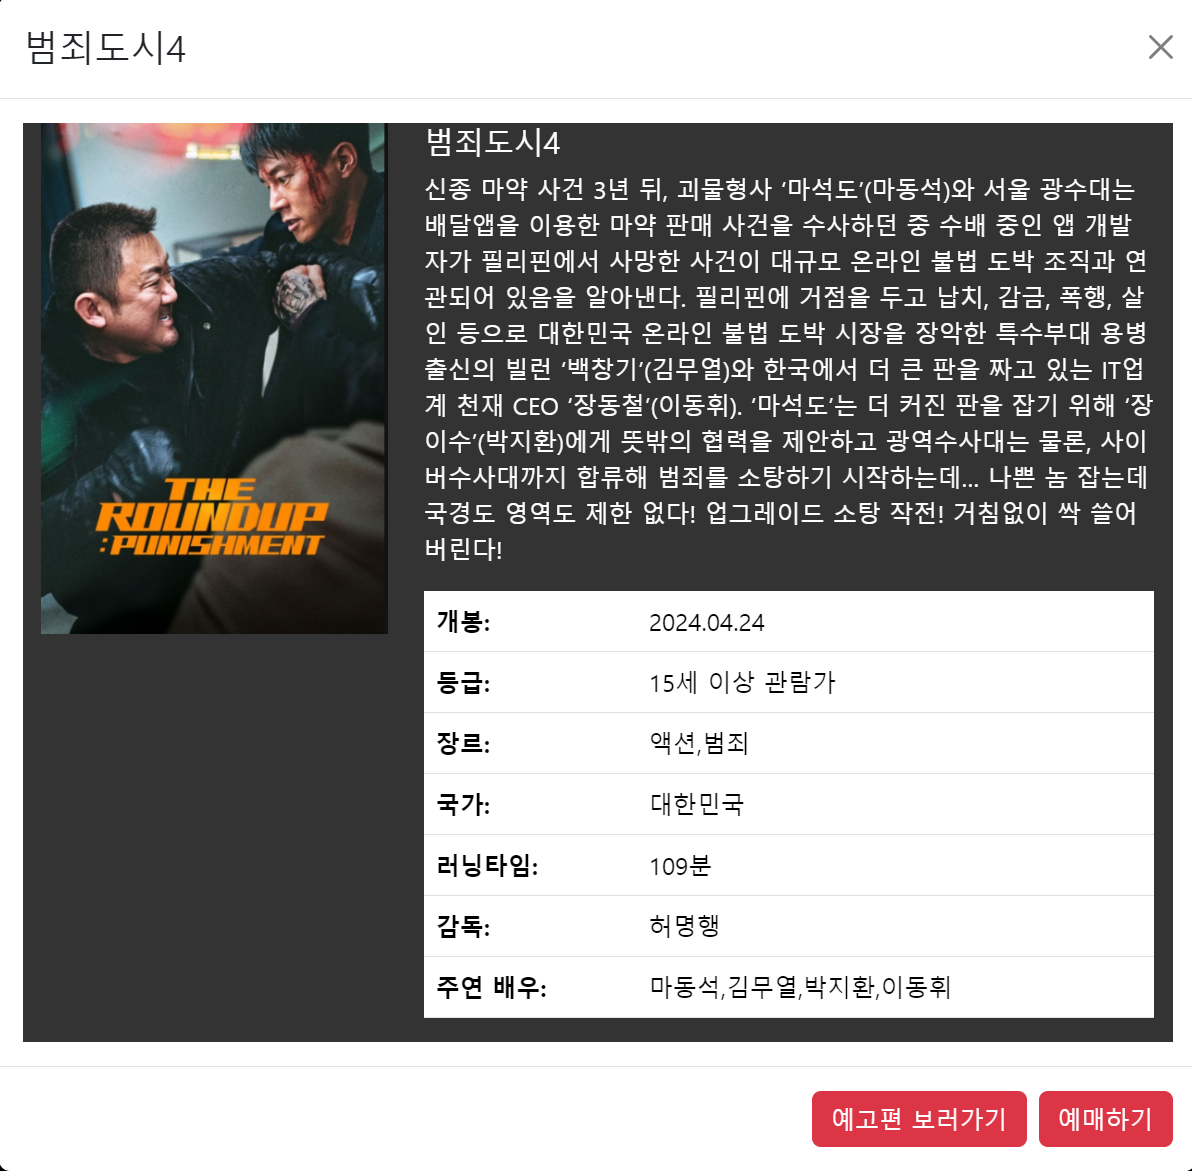 범죄도시4
THE
ROUNDUP
:PUNISHMENT
범죄도시4
신종 마약 사건 3년 뒤, 괴물형사 ‘마석도’(마동석)와 서울 광수대는
배달앱을 이용한 마약 판매 사건을 수사하던 중 수배 중인 앱 개발
자가 필리핀에서 사망한 사건이 대규모 온라인 불법 도박 조직과 연
관되어 있음을 알아낸다. 필리핀에 거점을 두고 납치, 감금, 폭행, 살
인 등으로 대한민국 온라인 불법 도박 시장을 장악한 특수부대 용병
출신의 빌런 ‘백창기’(김무열)와 한국에서 더 큰 판을 짜고 있는 IT업
계 천재 CEO ‘장동철’(이동휘). ‘마석도’는 더 커진 판을 잡기 위해 ‘장
이수’(박지환)에게 뜻밖의 협력을 제안하고 광역수사대는 물론, 사이
버수사대까지 합류해 범죄를 소탕하기 시작하는데... 나쁜 놈 잡는데
국경도 영역도 제한 없다! 업그레이드 소탕 작전! 거침없이 싹 쓸어
버린다!
개봉: 2024.04.24
등급: 15세 이상 관람가
장르: 액션,범죄
국가: 대한민국
러닝타임: 109분
감독: 허명행
주연 배우: 마동석,김무열,박지환,이동휘
예고편 보러가기 예매하기